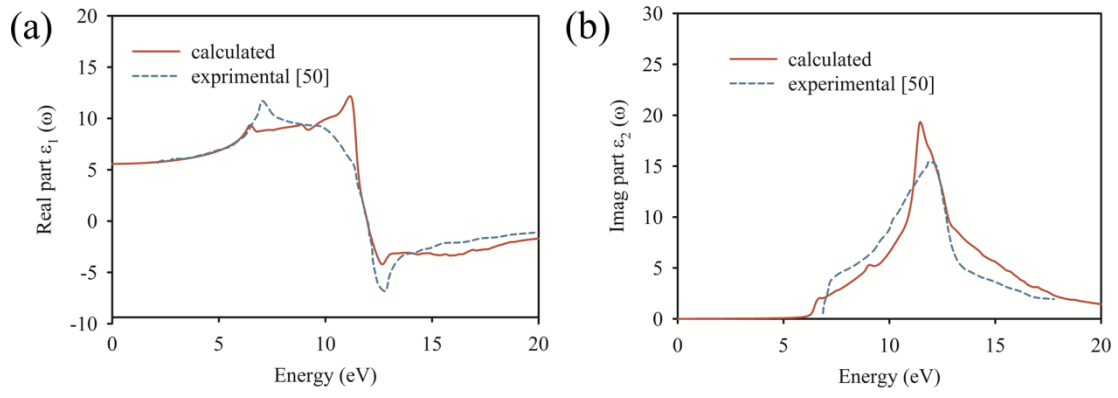 (a)
20
15
10
5
0
-5
-10
0
5
10
15
20
Real part ε₁ (ω)
Energy (eV)
calculated
exprimental [50]
(b)
30
25
20
15
10
5
0
0
5
10
15
20
Imag part ε₂ (ω)
Energy (eV)
calculated
experimental [50]